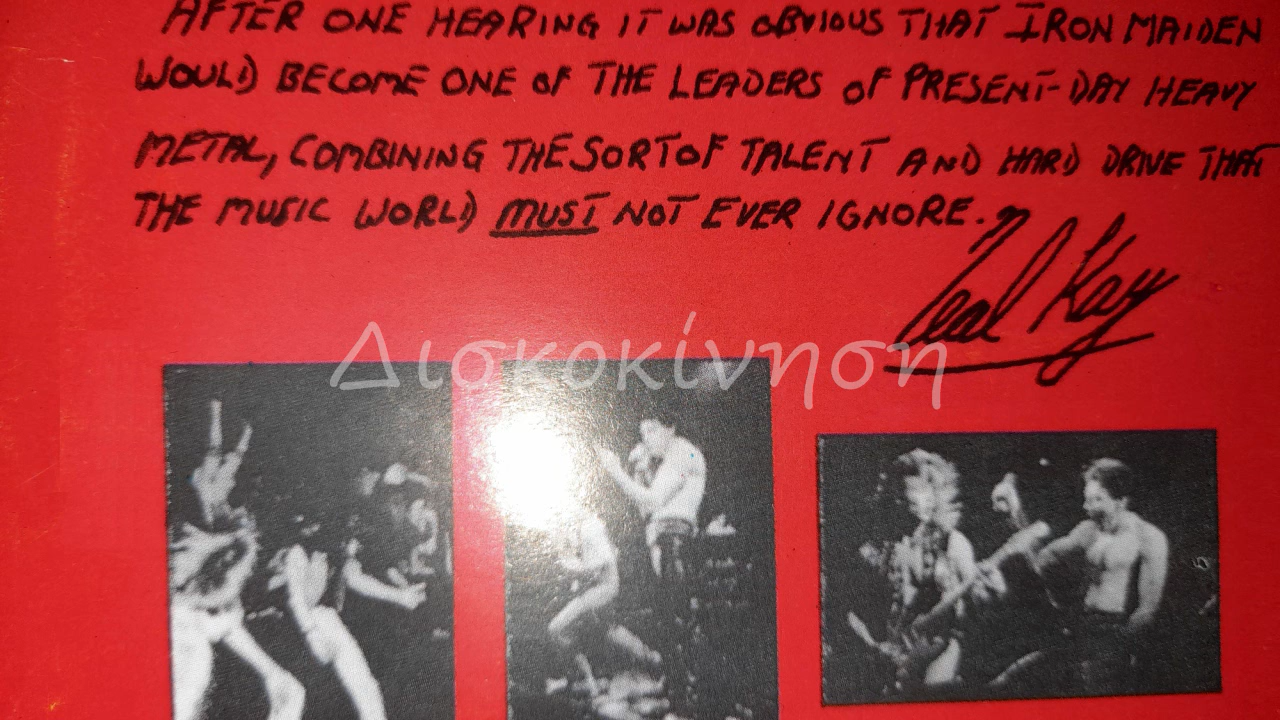 AFTER ONE HEARING IT WAS OBVIOUS THAT IRON MAIDEN
WOULD BECOME ONE OF THE LEADERS OF PRESENT-DAY HEAVY
METAL, COMBINING THE SORT OF TALENT AND HARD DRIVE THAT
THE MUSIC WORLD MUST NOT EVER IGNORE."
Neal Kay
Δισκοκίνηση